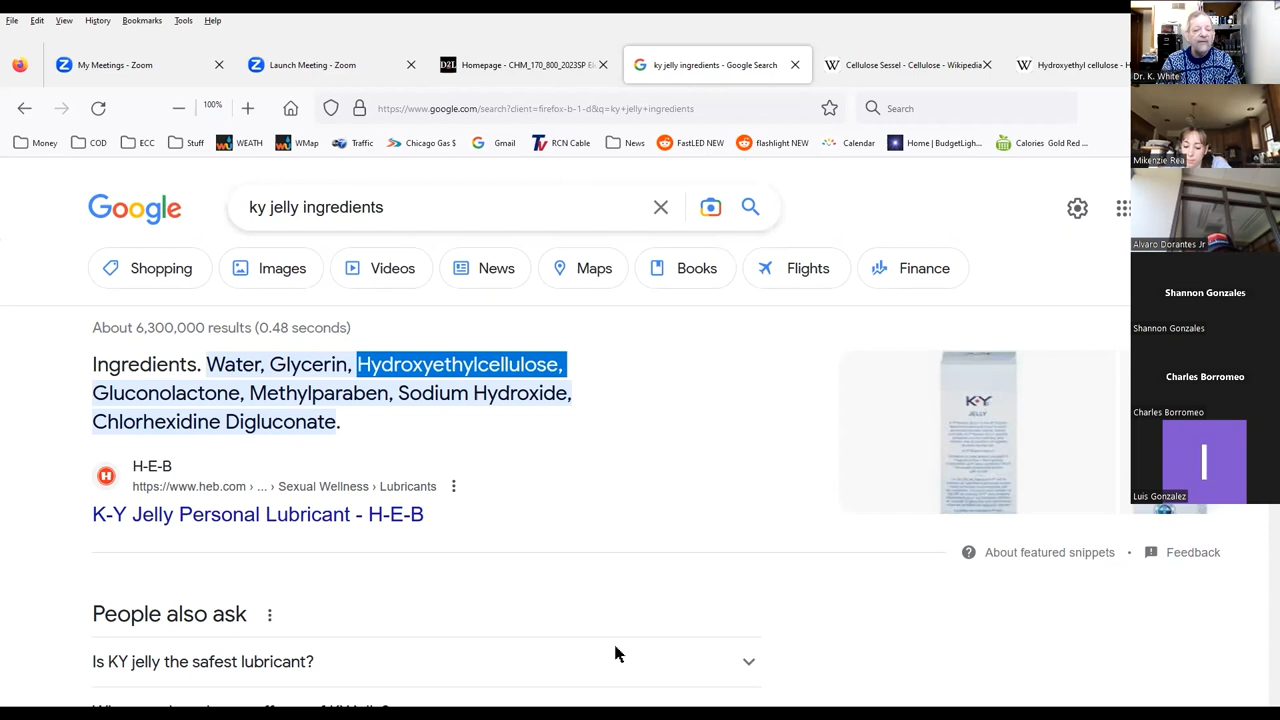 File Edit View History Bookmarks Tools Help
My Meetings - Zoom
Launch Meeting - Zoom
D2L Homepage - CHM_170_800_2023SP
ky jelly ingredients - Google Search
Cellulose Sessel - Cellulose - Wikipedia
Hydroxyethyl cellulose - 
100%
https://www.google.com/search?client=firefox-b-1-d&q=ky+jelly+ingredients
Search
Money COD ECC Stuff WEATH WMap Traffic Chicago Gas $ Gmail RCN Cable News FastLED NEW flashlight NEW Calendar Home | BudgetLigh... Calories Gold Red ...
Google
ky jelly ingredients
Shopping Images Videos News Maps Books Flights Finance
About 6,300,000 results (0.48 seconds)
Ingredients. Water, Glycerin, Hydroxyethylcellulose,
Gluconolactone, Methylparaben, Sodium Hydroxide,
Chlorhexidine Digluconate.
K-Y
JELLY
H
H-E-B
https://www.heb.com › ... › Sexual Wellness › Lubricants
K-Y Jelly Personal Lubricant - H-E-B
About featured snippets • Feedback
People also ask
Is KY jelly the safest lubricant?
Dr. K. White
Mikenzie Rea
Alvaro Dorantes Jr
Shannon Gonzales
Shannon Gonzales
Charles Borromeo
Charles Borromeo
l
Luis Gonzalez